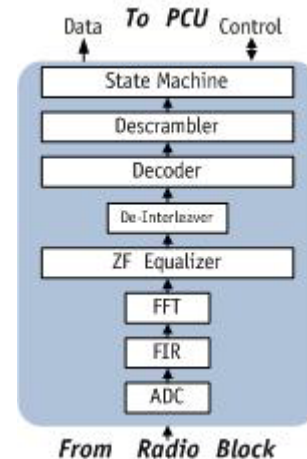 To PCU
Data Control
State Machine
Descrambler
Decoder
De-Interleaver
ZF Equalizer
FFT
FIR
ADC
From Radio Block